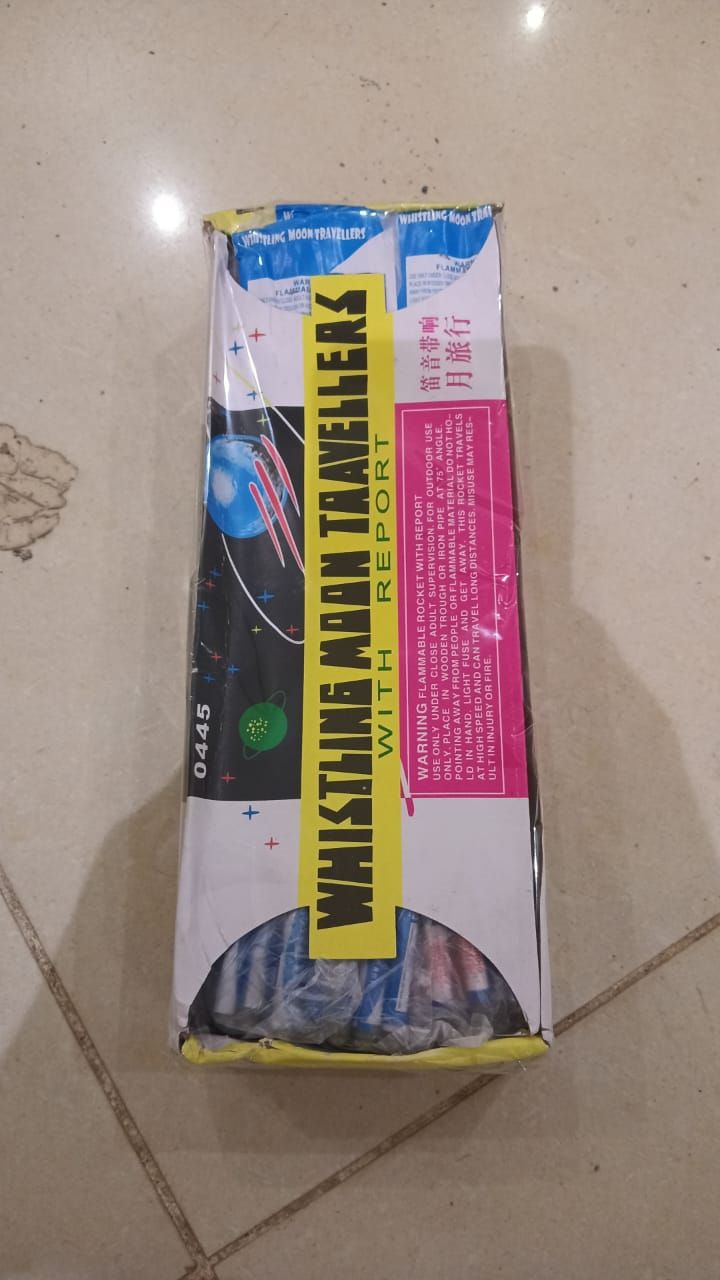 WHISTLING MOON TRAVELLERS
WHISTLING MOON TRA
FLAMMA
WHISTLING MOON TRAVELLERS
WITH REPORT
笛音带响
月旅行
0445
WARNING FLAMMABLE ROCKET WITH REPORT
USE ONLY UNDER CLOSE ADULT SUPERVISION. FOR OUTDOOR USE
ONLY. PLACE IN WOODEN TROUGH OR IRON PIPE AT 75° ANGLE.
POINTING AWAY FROM PEOPLE OR FLAMMABLE MATERIAL DO NOT HO-
LD IN HAND. LIGHT FUSE AND GET AWAY. THIS ROCKET TRAVELS
AT HIGH SPEED AND CAN TRAVEL LONG DISTANCES. MISUSE MAY RES-
ULT IN INJURY OR FIRE.